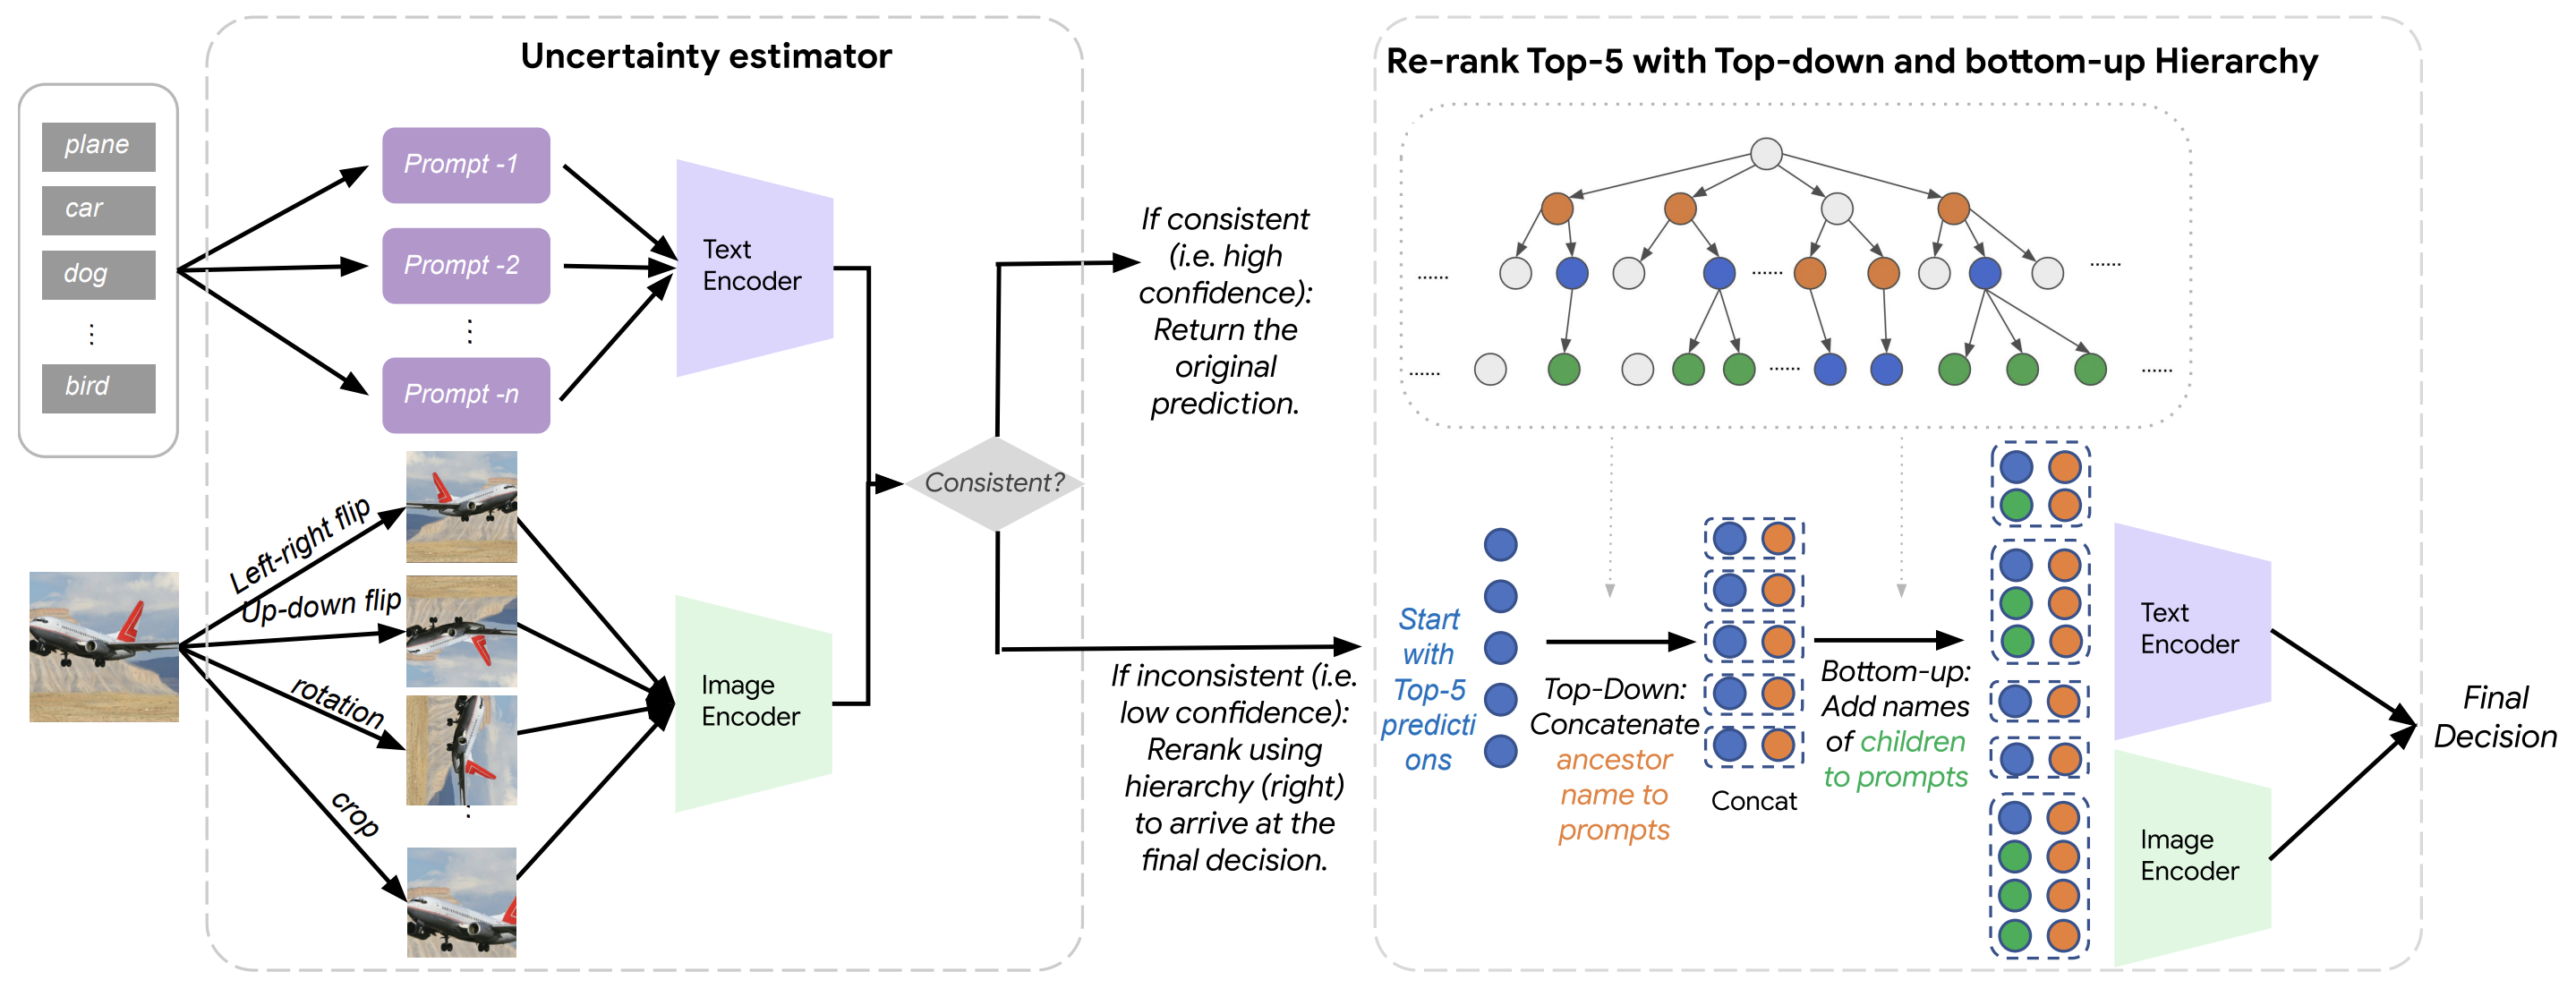 Uncertainty estimator
plane
car
dog
⋮
bird
Prompt -1
Prompt -2
⋮
Prompt -n
Text
Encoder
Left-right flip
Up-down flip
rotation
crop
Image
Encoder
Consistent?
If consistent
(i.e. high
confidence):
Return the
original
prediction.
If inconsistent (i.e.
low confidence):
Rerank using
hierarchy (right)
to arrive at the
final decision.
Re-rank Top-5 with Top-down and bottom-up Hierarchy
...... ...... ......
...... ...... ......
Start
with
Top-5
predicti
ons
Top-Down:
Concatenate
ancestor
name to
prompts
Concat
Bottom-up:
Add names
of children
to prompts
Text
Encoder
Image
Encoder
Final
Decision